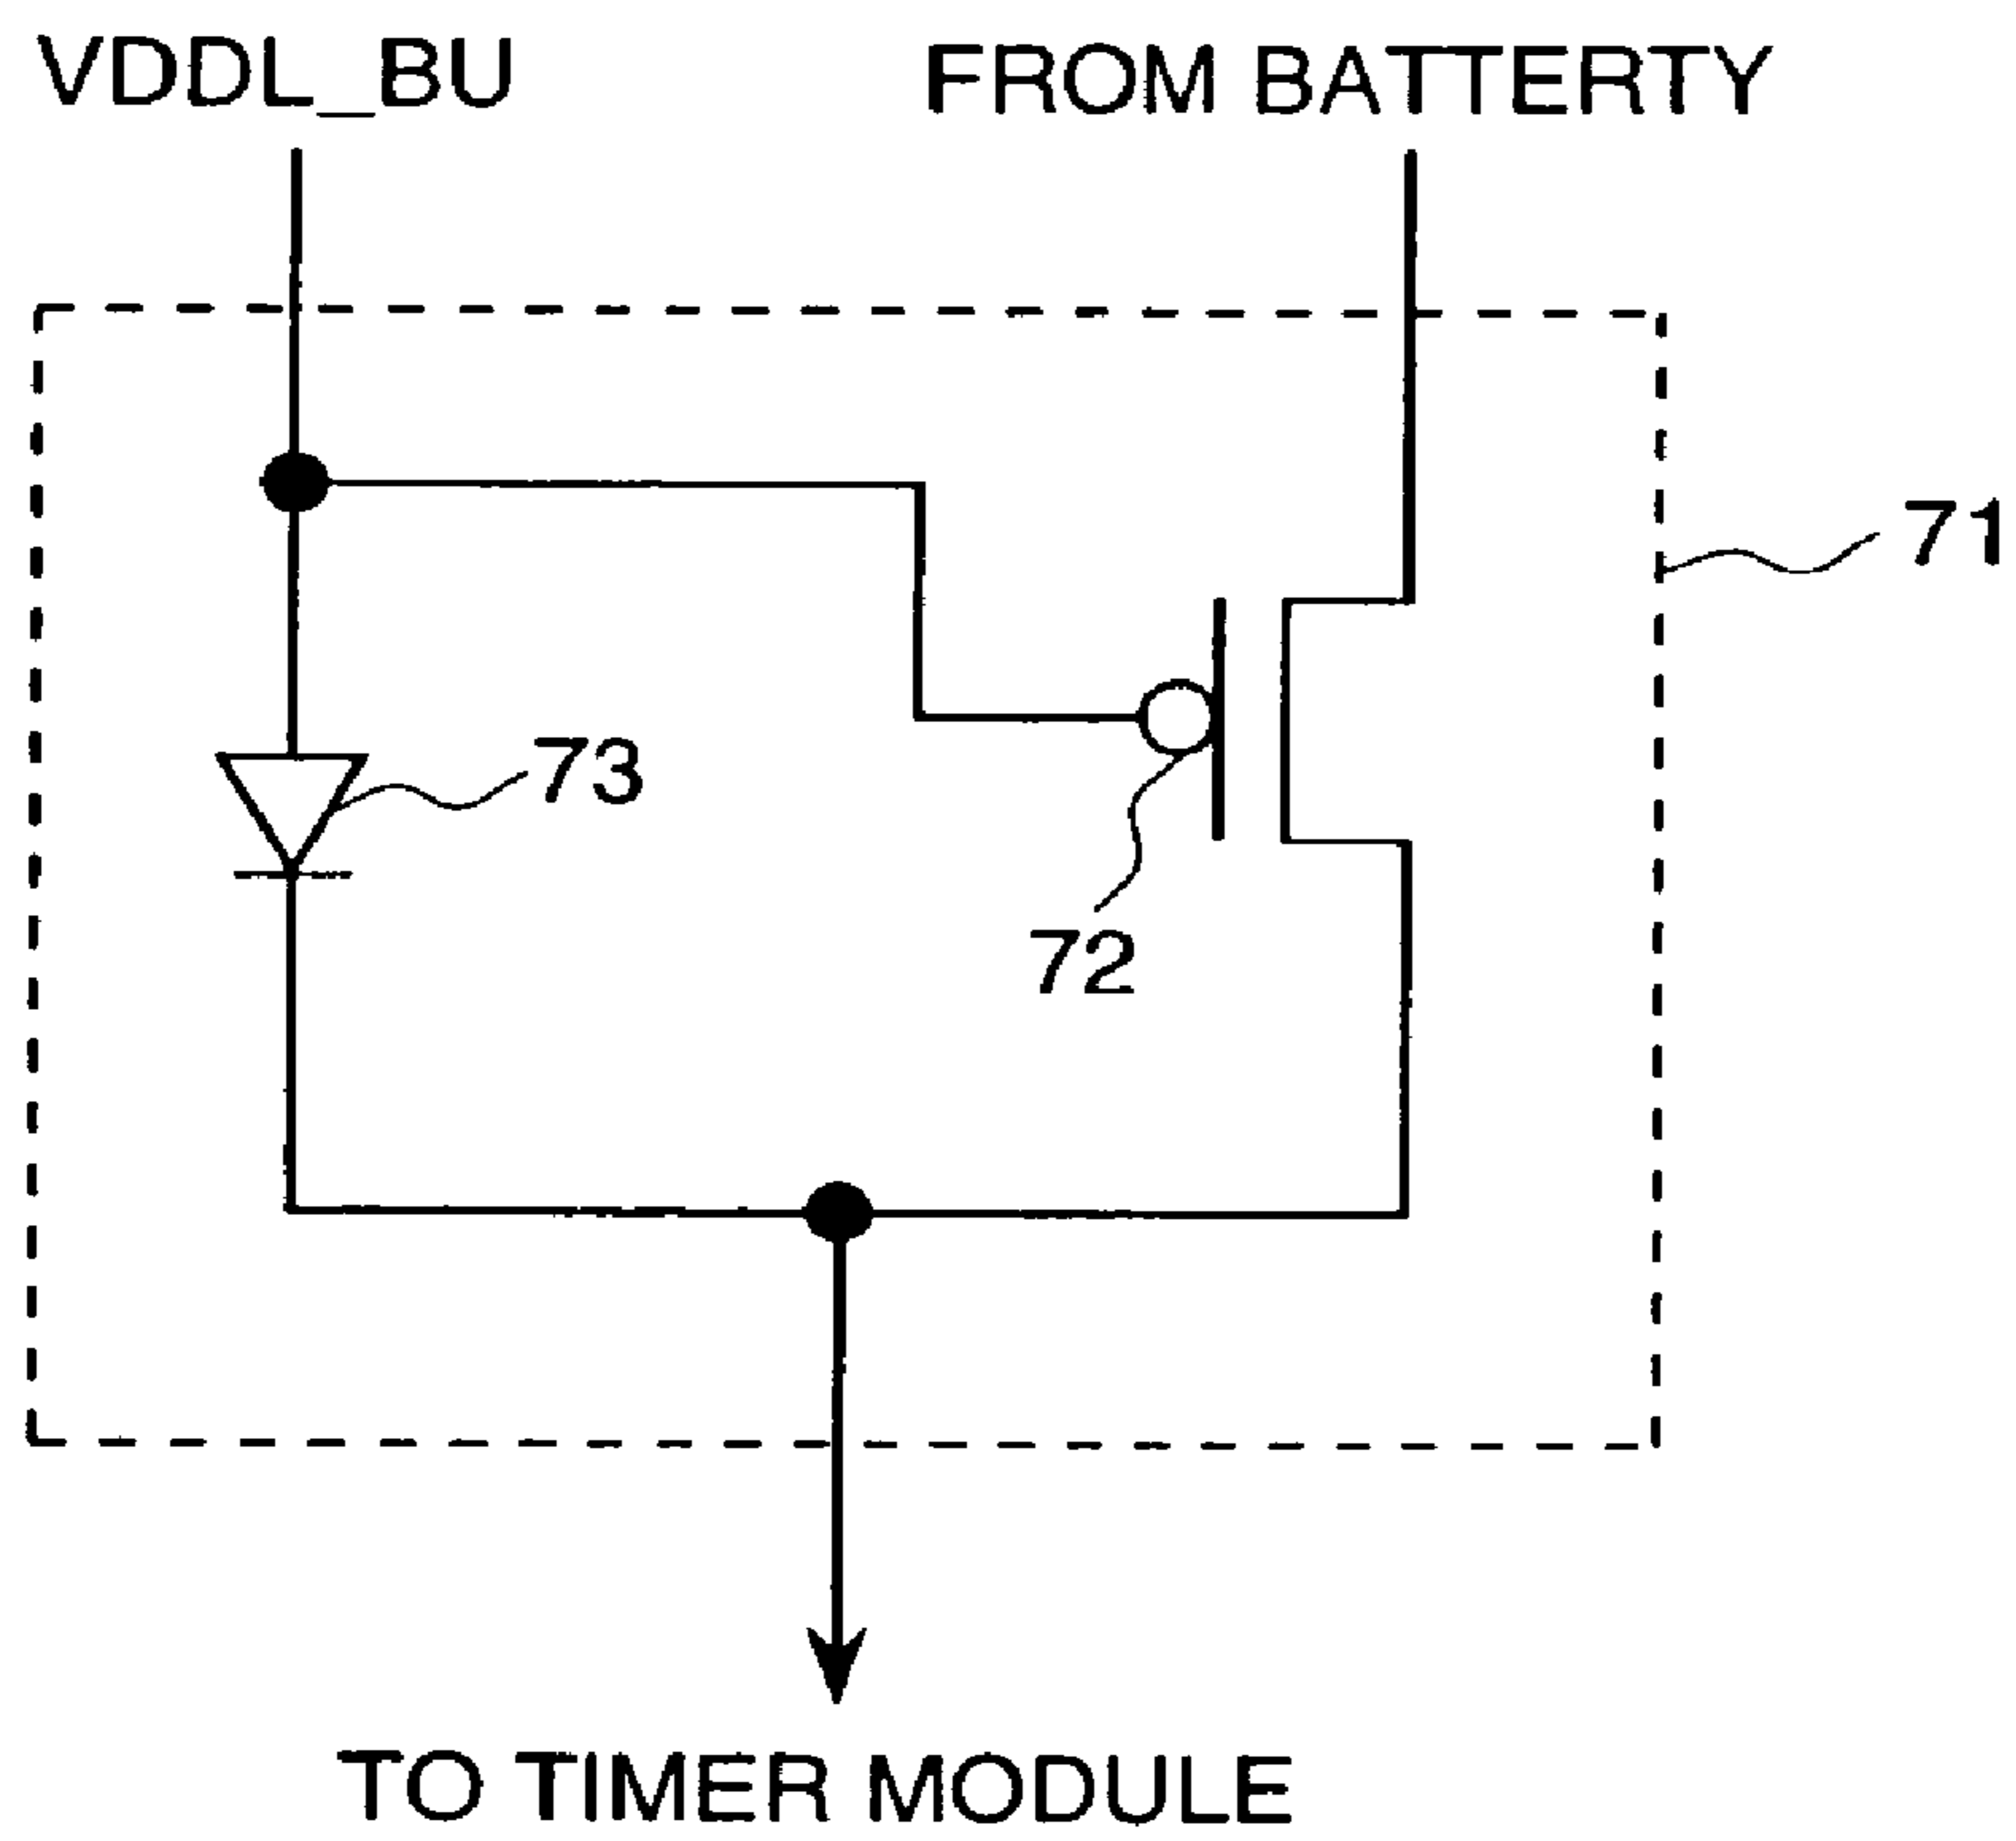 VDDL_BU
FROM BATTERTY
71
73
72
TO TIMER MODULE